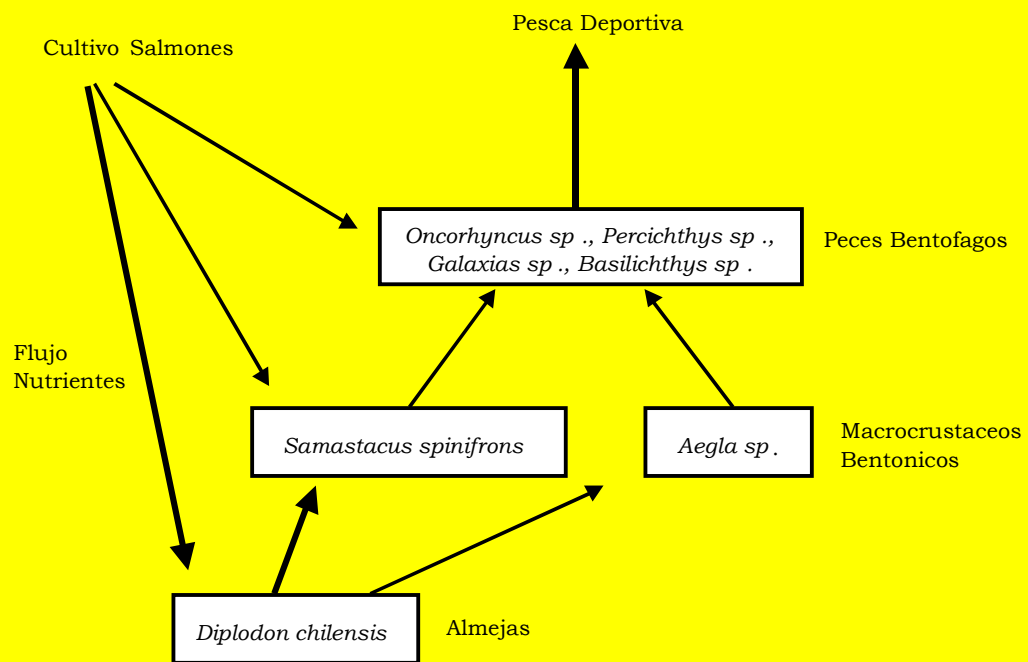 Pesca Deportiva
Cultivo Salmones
Oncorhyncus sp ., Percichthys sp .,
Galaxias sp ., Basilichthys sp .
Peces Bentofagos
Flujo
Nutrientes
Samastacus spinifrons
Aegla sp.
Macrocrustaceos
Bentonicos
Diplodon chilensis
Almejas